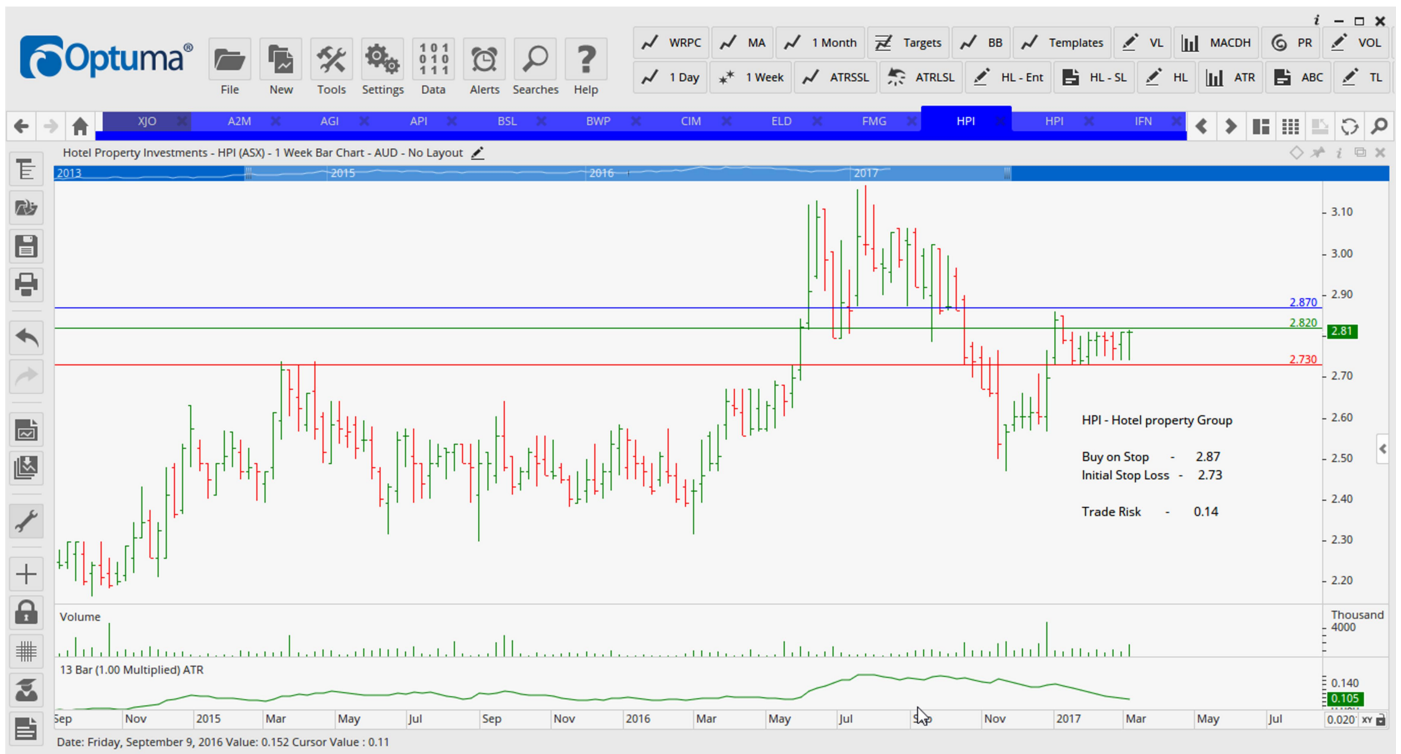 i
Optuma®
File New Tools Settings Data Alerts Searches Help
101
010
111
WRPC MA 1 Month Targets BB Templates VL MACDH PR VOL
1 Day 1 Week ATRSSL ATRLSL HL - Ent HL - SL HL ATR ABC TL
XJO A2M AGI API BSL BWP CIM ELD FMG HPI HPI IFN
Hotel Property Investments - HPI (ASX) - 1 Week Bar Chart - AUD - No Layout
2013 2015 2016 2017
3.10
3.00
2.90
2.870
2.820
2.81
2.730
2.70
2.60
HPI - Hotel property Group
Buy on Stop - 2.87
2.50
Initial Stop Loss - 2.73
2.40
Trade Risk - 0.14
2.30
2.20
Volume
Thousand
4000
13 Bar (1.00 Multiplied) ATR
0.140
0.105
Sep Nov 2015 Mar May Jul Sep Nov 2016 Mar May Jul Nov 2017 Mar May Jul 0.020 XY
Date: Friday, September 9, 2016 Value: 0.152 Cursor Value : 0.11